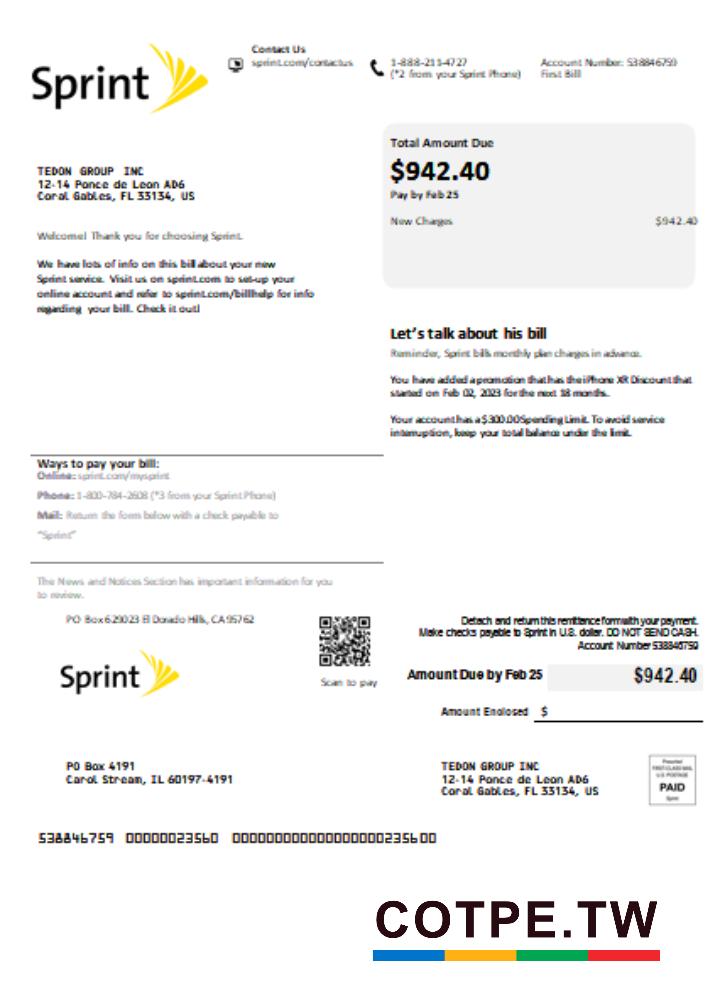 Sprint
Contact Us
sprint.com/contactus
1-888-211-4727
(*2 from your Sprint Phone)
Account Number: 538846759
First Bill
TEDON GROUP INC
12-14 Ponce de Leon AD6
Coral Gables, FL 33134, US
Total Amount Due
$942.40
Pay by Feb 25
New Charges $942.40
Welcome! Thank you for choosing Sprint.
We have lots of info on this bill about your new
Sprint service. Visit us on sprint.com to set-up your
online account and refer to sprint.com/billhelp for info
regarding your bill. Check it out!
Let's talk about his bill
Reminder, Sprint bills monthly plan charges in advance.
You have added a promotion that has the iPhone XR Discount that
started on Feb 02, 2023 for the next 18 months.
Your account has a $300.00 Spending Limit. To avoid service
interruption, keep your total balance under the limit.
Ways to pay your bill:
Online: sprint.com/mysprint
Phone: 1-800-784-2608 (*3 from your Sprint Phone)
Mail: Return the form below with a check payable to
"Sprint"
The News and Notices Section has important information for you
to review.
PO Box 629023 El Dorado Hills, CA 95762
Sprint
Scan to pay
Detach and return this remittance form with your payment.
Make checks payable to Sprint in U.S. dollar. DO NOT SEND CASH.
Account Number 538846759
Amount Due by Feb 25 $942.40
Amount Enclosed $
PO Box 4191
Carol Stream, IL 60197-4191
TEDON GROUP INC
12-14 Ponce de Leon AD6
Coral Gables, FL 33134, US
Presorted
FIRST-CLASS MAIL
U.S. POSTAGE
PAID
Sprint
538846759 00000023560 000000000000000000235600
COTPE.TW